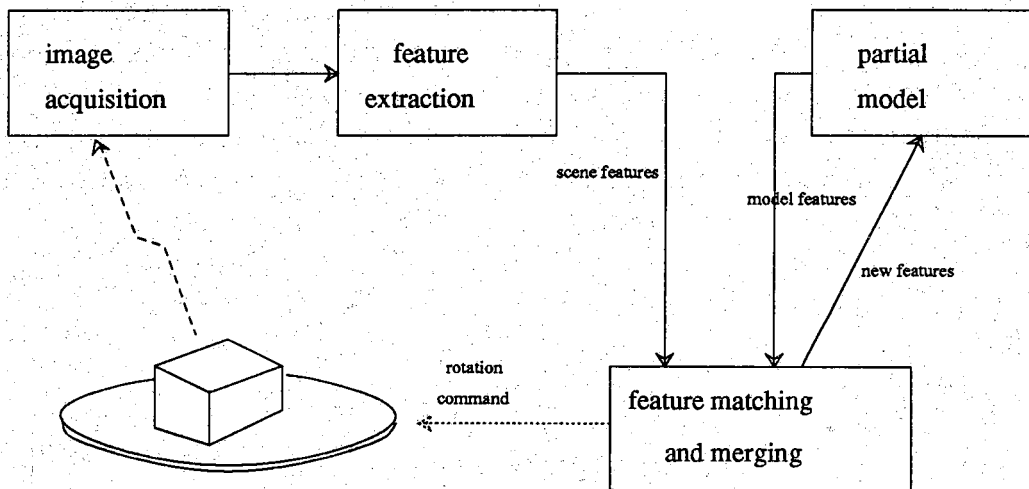 image
acquisition
feature
extraction
partial
model
scene features
model features
new features
rotation
command
feature matching
and merging